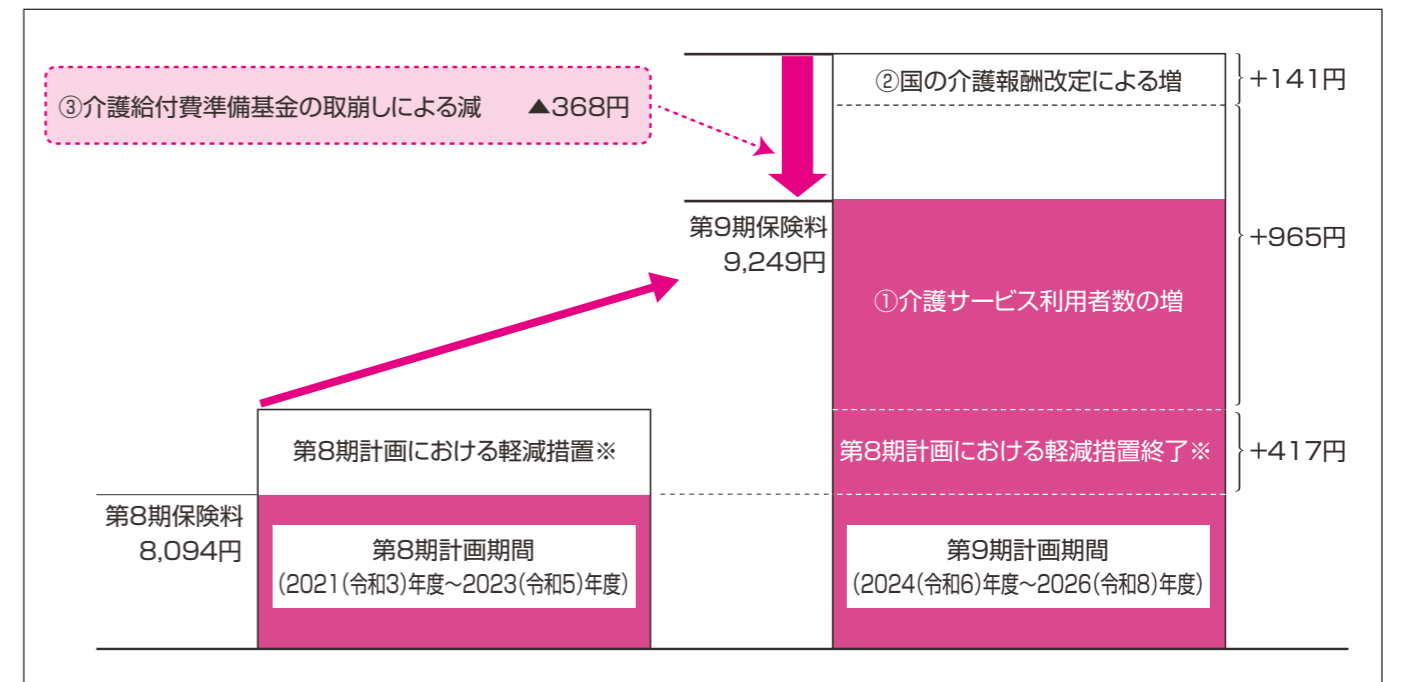 ②国の介護報酬改定による増
+141円
③介護給付費準備基金の取崩しによる減 ▲368円
第9期保険料
9,249円
+965円
①介護サービス利用者数の増
第8期計画における軽減措置※
第8期計画における軽減措置終了※
+417円
第8期保険料
8,094円
第8期計画期間
(2021(令和3)年度～2023(令和5)年度)
第9期計画期間
(2024(令和6)年度～2026(令和8)年度)